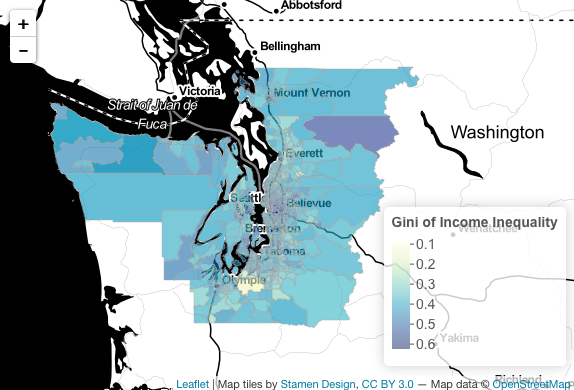 +
−
Abbotsford
Bellingham
Victoria
Mount Vernon
Strait of Juan de
Fuca
Washington
Everett
Seattle
Bellevue
Bremerton
Tacoma
Olympia
Gini of Income Inequality
Wenatchee
0.1
0.2
0.3
0.4
0.5
0.6
Yakima
Richland
Leaflet | Map tiles by Stamen Design, CC BY 3.0 — Map data © OpenStreetMap